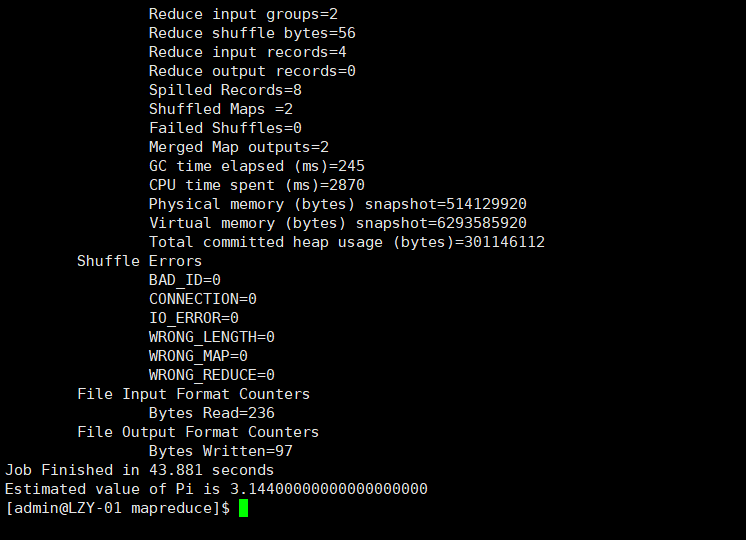 Reduce input groups=2
Reduce shuffle bytes=56
Reduce input records=4
Reduce output records=0
Spilled Records=8
Shuffled Maps =2
Failed Shuffles=0
Merged Map outputs=2
GC time elapsed (ms)=245
CPU time spent (ms)=2870
Physical memory (bytes) snapshot=514129920
Virtual memory (bytes) snapshot=6293585920
Total committed heap usage (bytes)=301146112
Shuffle Errors
BAD_ID=0
CONNECTION=0
IO_ERROR=0
WRONG_LENGTH=0
WRONG_MAP=0
WRONG_REDUCE=0
File Input Format Counters
Bytes Read=236
File Output Format Counters
Bytes Written=97
Job Finished in 43.881 seconds
Estimated value of Pi is 3.14400000000000000000
[admin@LZY-01 mapreduce]$